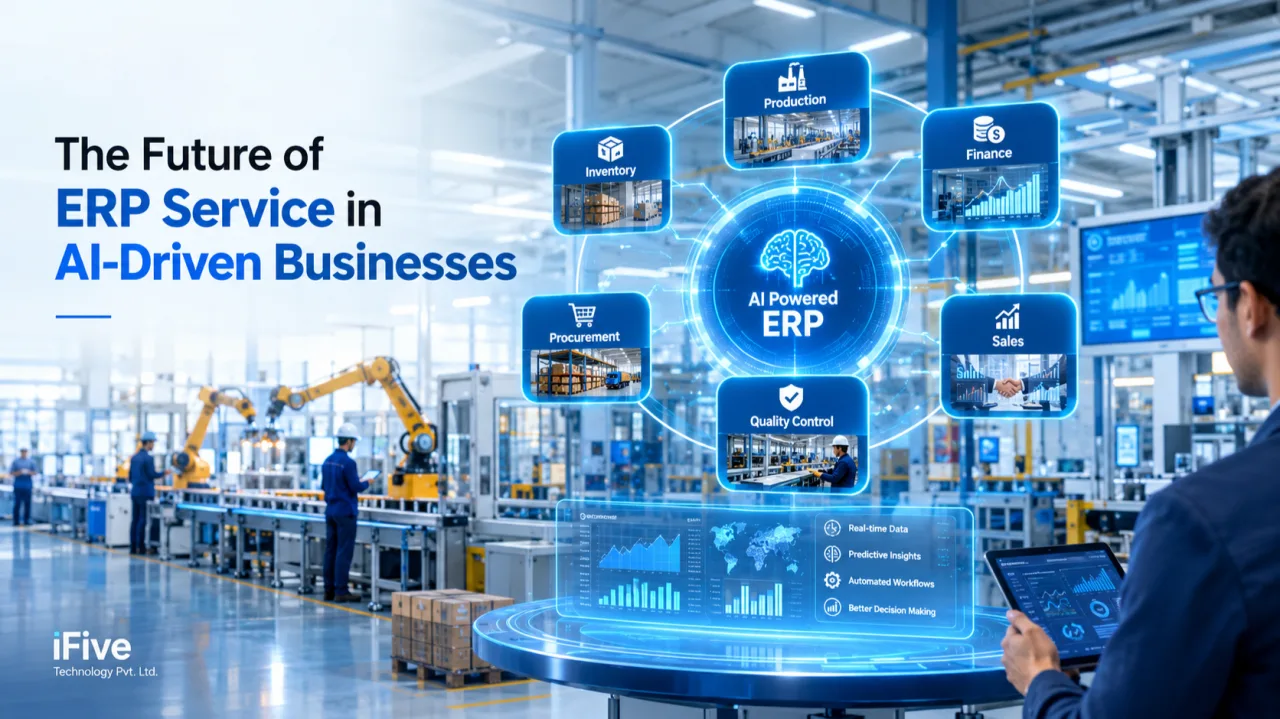 The Future of
ERP Service in
AI-Driven Businesses
Production
Inventory
Finance
AI Powered
ERP
Procurement
Sales
Quality Control
Real-time Data
Predictive Insights
Automated Workflows
Better Decision Making
iFive
Technology Pvt. Ltd.